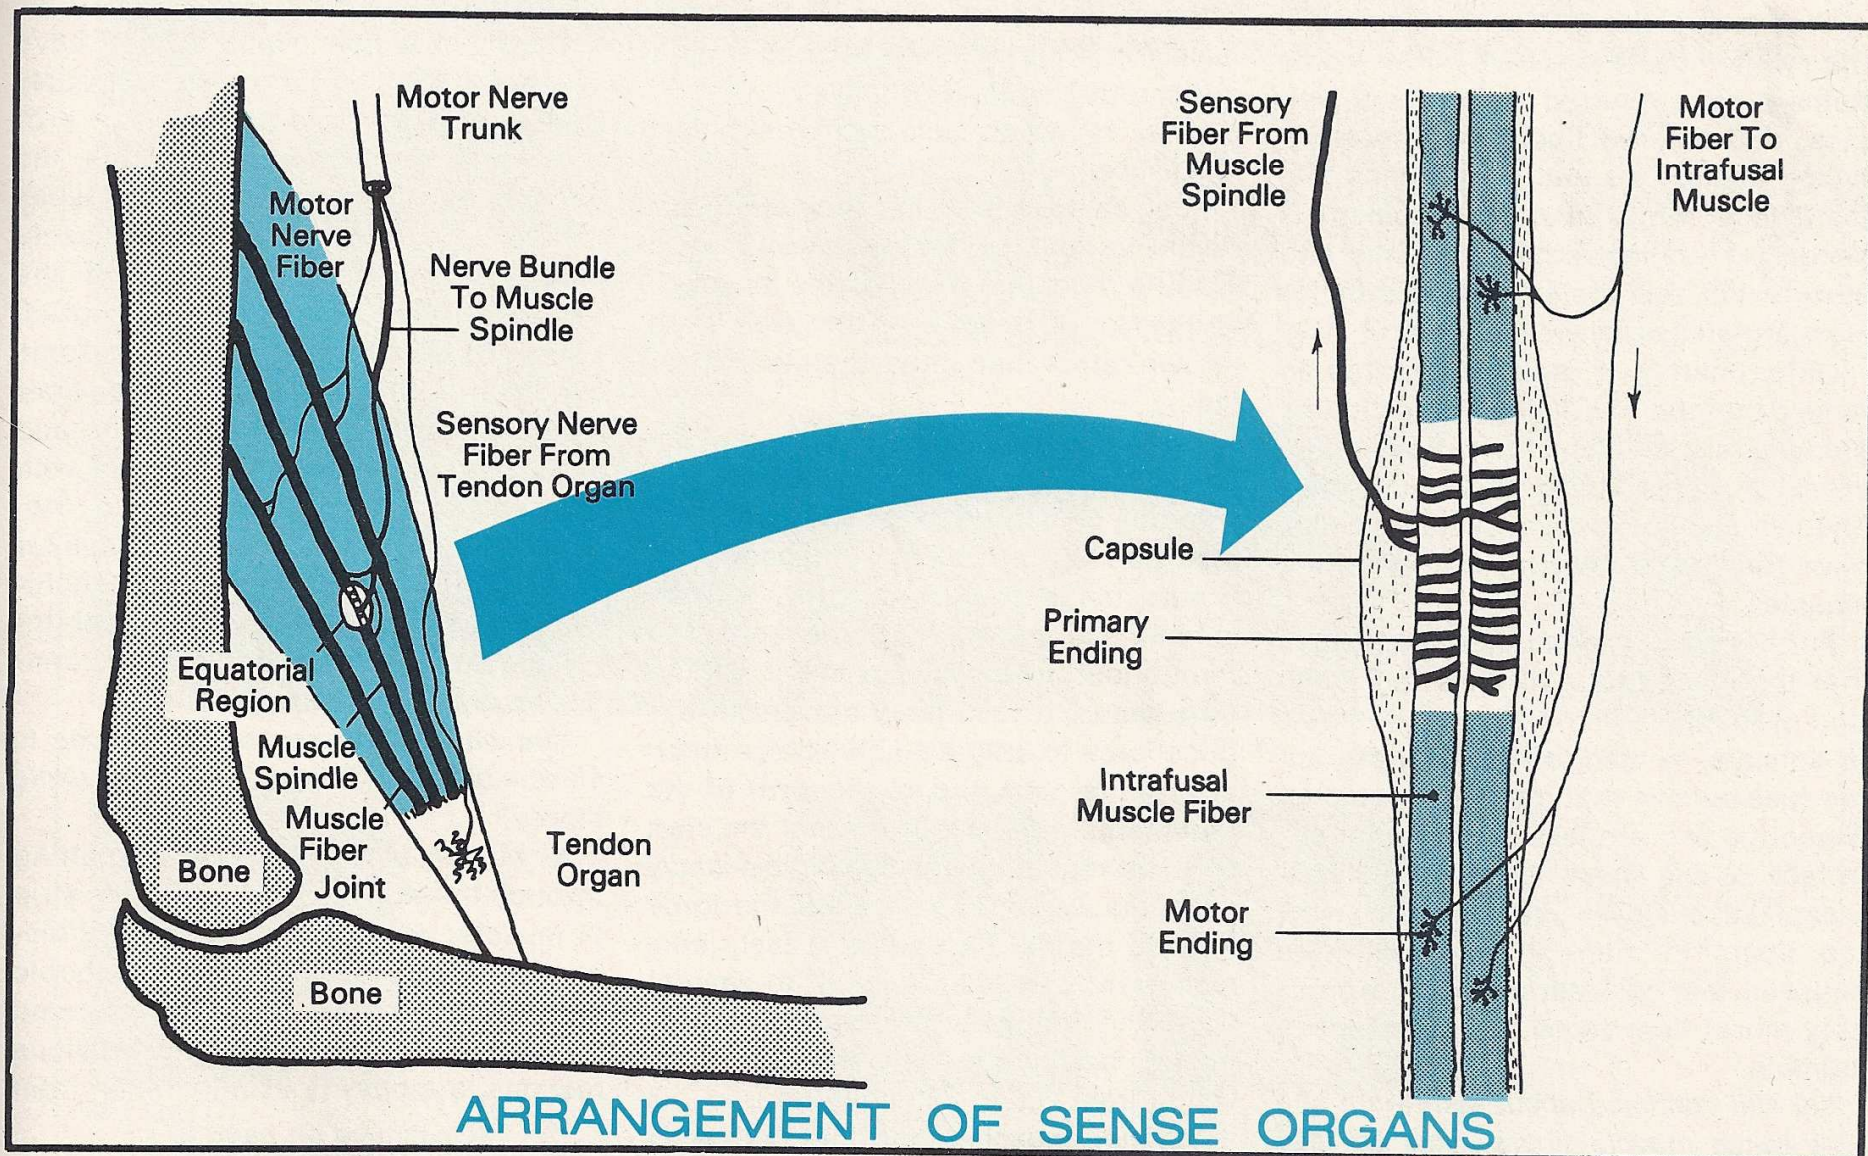 Motor Nerve
Trunk
Motor
Nerve
Fiber
Nerve Bundle
To Muscle
Spindle
Sensory Nerve
Fiber From
Tendon Organ
Equatorial
Region
Muscle
Spindle
Muscle
Fiber
Joint
Bone
Tendon
Organ
Bone
Sensory
Fiber From
Muscle
Spindle
Motor
Fiber To
Intrafusal
Muscle
Capsule
Primary
Ending
Intrafusal
Muscle Fiber
Motor
Ending
ARRANGEMENT OF SENSE ORGANS